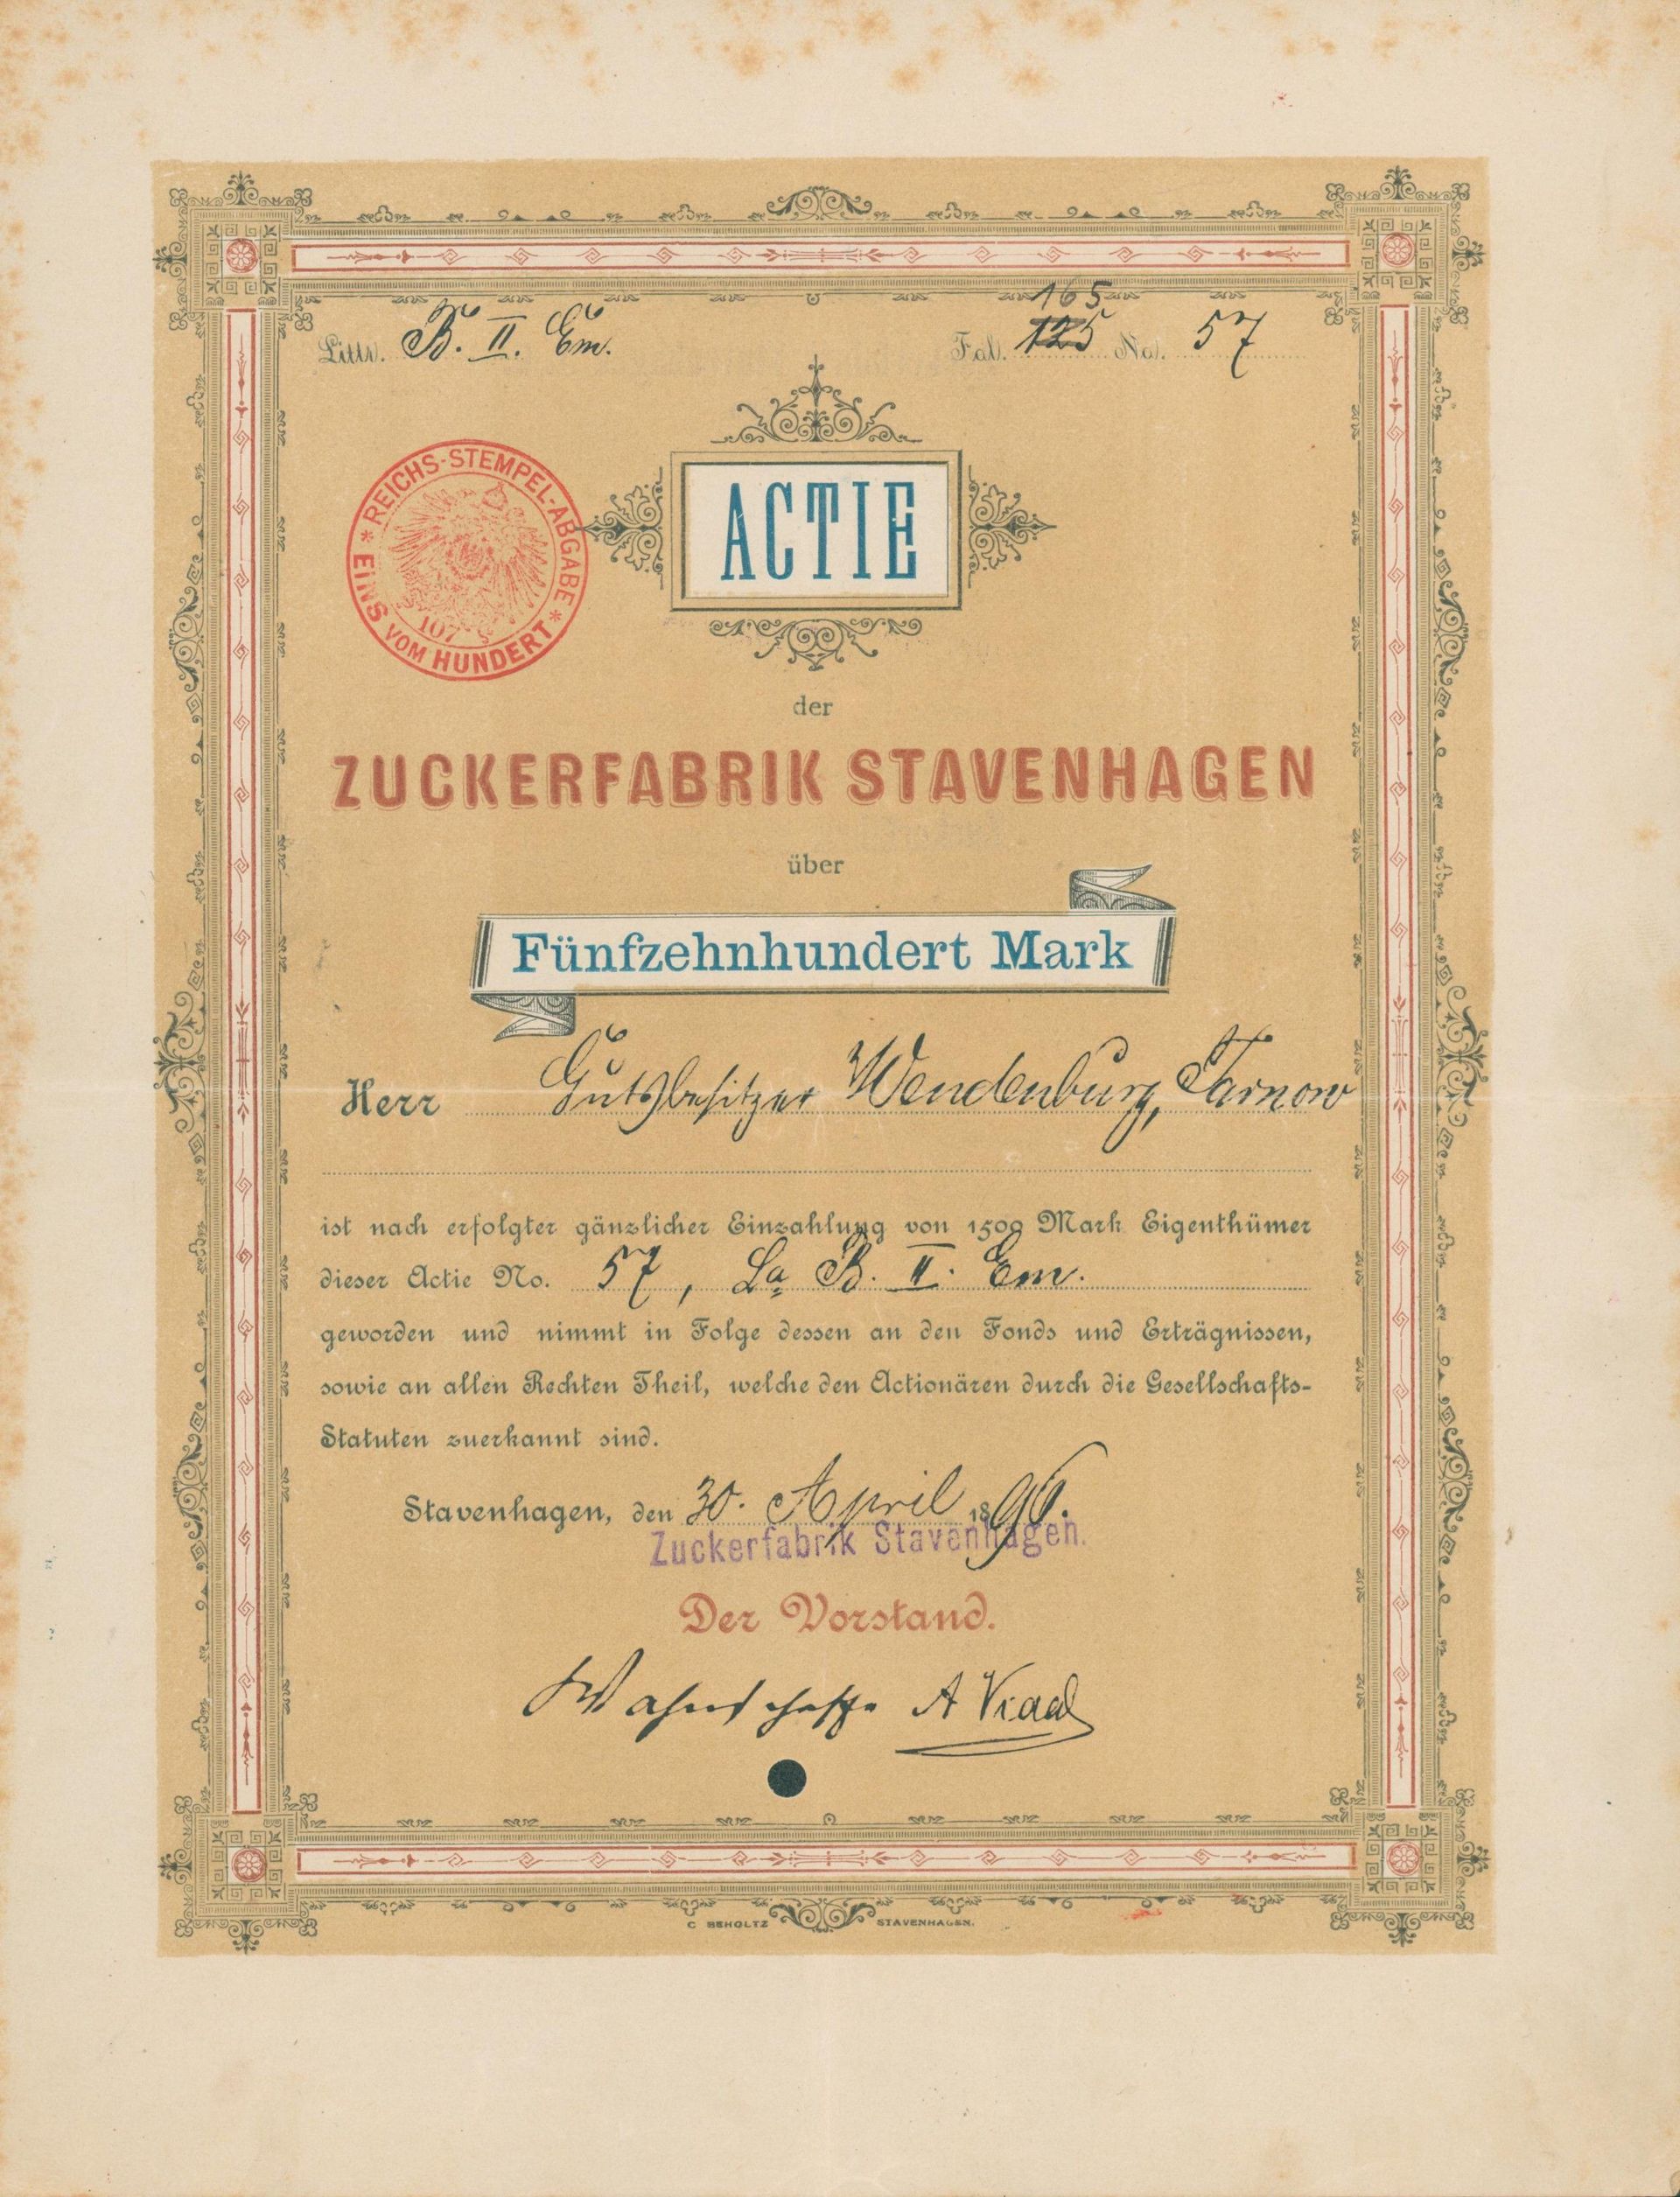 165
Littr. B. II. Em. Fol. 125 No. 57
REICHS-STEMPEL-ABGABE
EINS VOM HUNDERT
107
ACTIE
der
ZUCKERFABRIK STAVENHAGEN
über
Fünfzehnhundert Mark
Herr Gutsbesitzer Wendenburg, Tarnow
ist nach erfolgter gänzlicher Einzahlung von 1500 Mark Eigenthümer
dieser Actie No. 57, La B. II. Em.
geworden und nimmt in Folge dessen an den Fonds und Erträgnissen,
sowie an allen Rechten Theil, welche den Actionären durch die Gesellschafts-
Statuten zuerkannt sind.
Stavenhagen, den 30. April 1896.
Zuckerfabrik Stavenhagen.
Der Vorstand.
Wahnschaffe
C BEHOLTZ STAVENHAGEN.